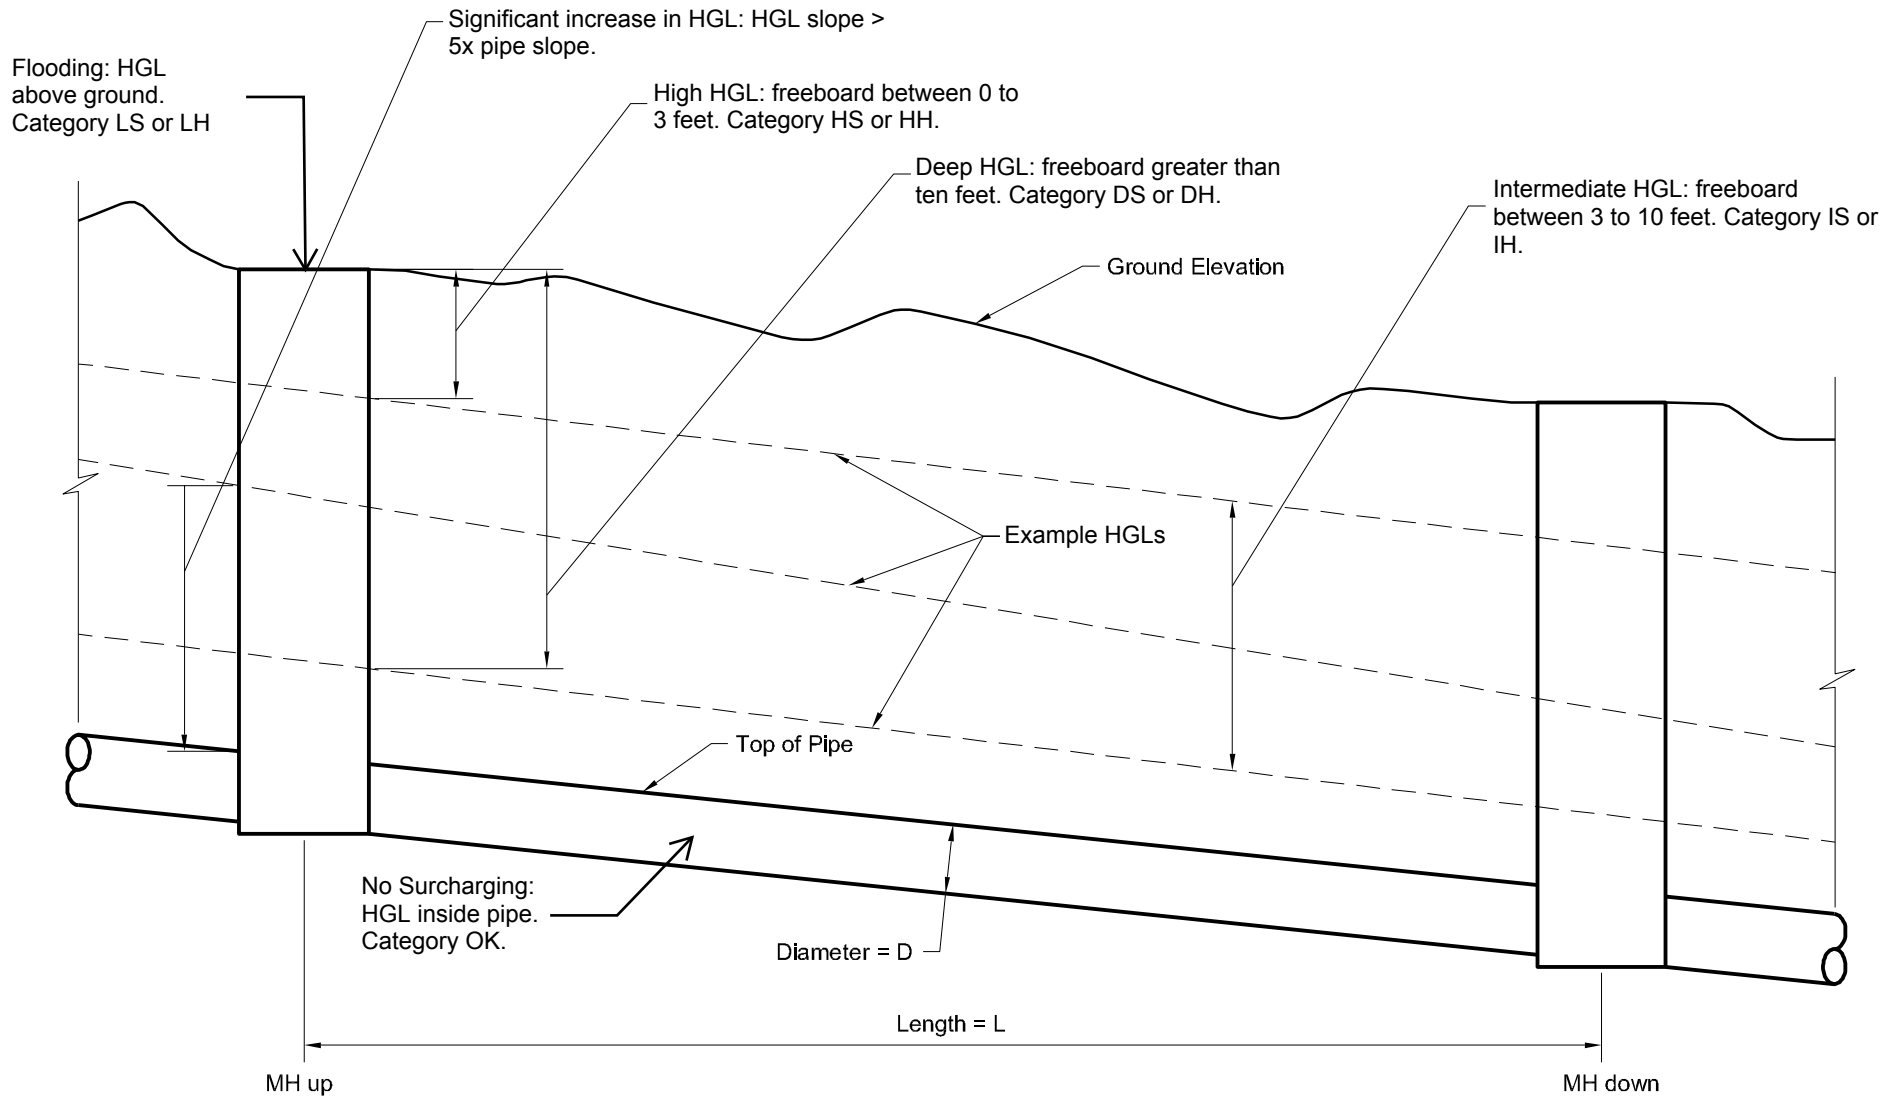 Significant increase in HGL: HGL slope >
5x pipe slope.
Flooding: HGL
above ground.
Category LS or LH
High HGL: freeboard between 0 to
3 feet. Category HS or HH.
Deep HGL: freeboard greater than
ten feet. Category DS or DH.
Intermediate HGL: freeboard
between 3 to 10 feet. Category IS or
IH.
Ground Elevation
Example HGLs
Top of Pipe
No Surcharging:
HGL inside pipe.
Category OK.
Diameter = D
Length = L
MH up
MH down